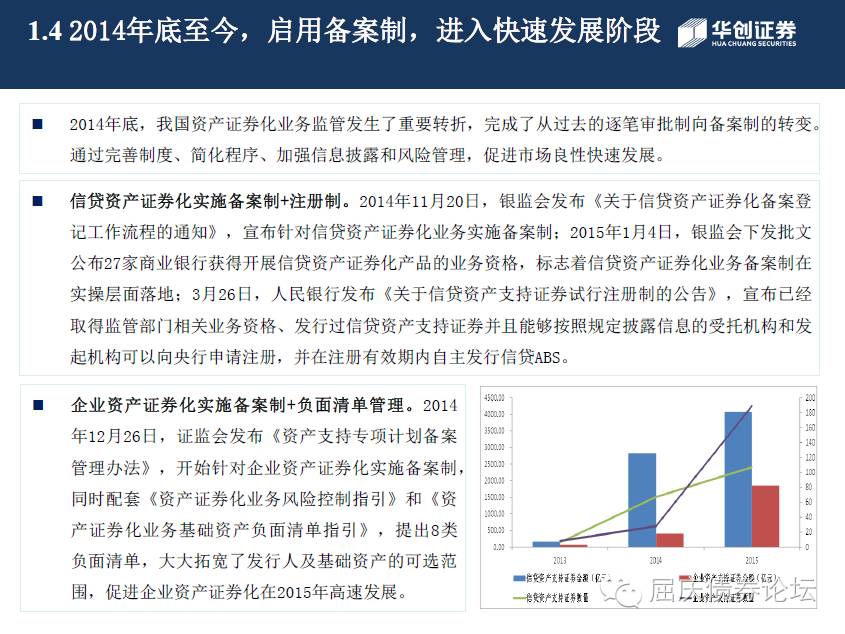 1.4 2014年底至今，启用备案制，进入快速发展阶段
华创证券
HUA CHUANG SECURITIES
2014年底，我国资产证券化业务监管发生了重要转折，完成了从过去的逐笔审批制向备案制的转变。
通过完善制度、简化程序、加强信息披露和风险管理，促进市场良性快速发展。
信贷资产证券化实施备案制+注册制。2014年11月20日，银监会发布《关于信贷资产证券化备案登
记工作流程的通知》，宣布针对信贷资产证券化业务实施备案制；2015年1月4日，银监会下发批文
公布27家商业银行获得开展信贷资产证券化产品的业务资格，标志着信贷资产证券化业务备案制在
实操层面落地；3月26日，人民银行发布《关于信贷资产支持证券试行注册制的公告》，宣布已经
取得监管部门相关业务资格、发行过信贷资产支持证券并且能够按照规定披露信息的受托机构和发
起机构可以向央行申请注册，并在注册有效期内自主发行信贷ABS。
企业资产证券化实施备案制+负面清单管理。2014
年12月26日，证监会发布《资产支持专项计划备案
管理办法》，开始针对企业资产证券化实施备案制，
同时配套《资产证券化业务风险控制指引》和《资
产证券化业务基础资产负面清单指引》，提出8类
负面清单，大大拓宽了发行人及基础资产的可选范
围，促进企业资产证券化在2015年高速发展。
4500.00
4000.00
3500.00
3000.00
2500.00
2000.00
1500.00
1000.00
500.00
0.00
200
180
160
140
120
100
80
60
40
20
0
2013
2014
2015
信贷资产支持证券金额（亿元）
企业资产支持证券金额（亿元）
信贷资产支持证券数量
企业资产支持证券数量
屈庆债券论坛